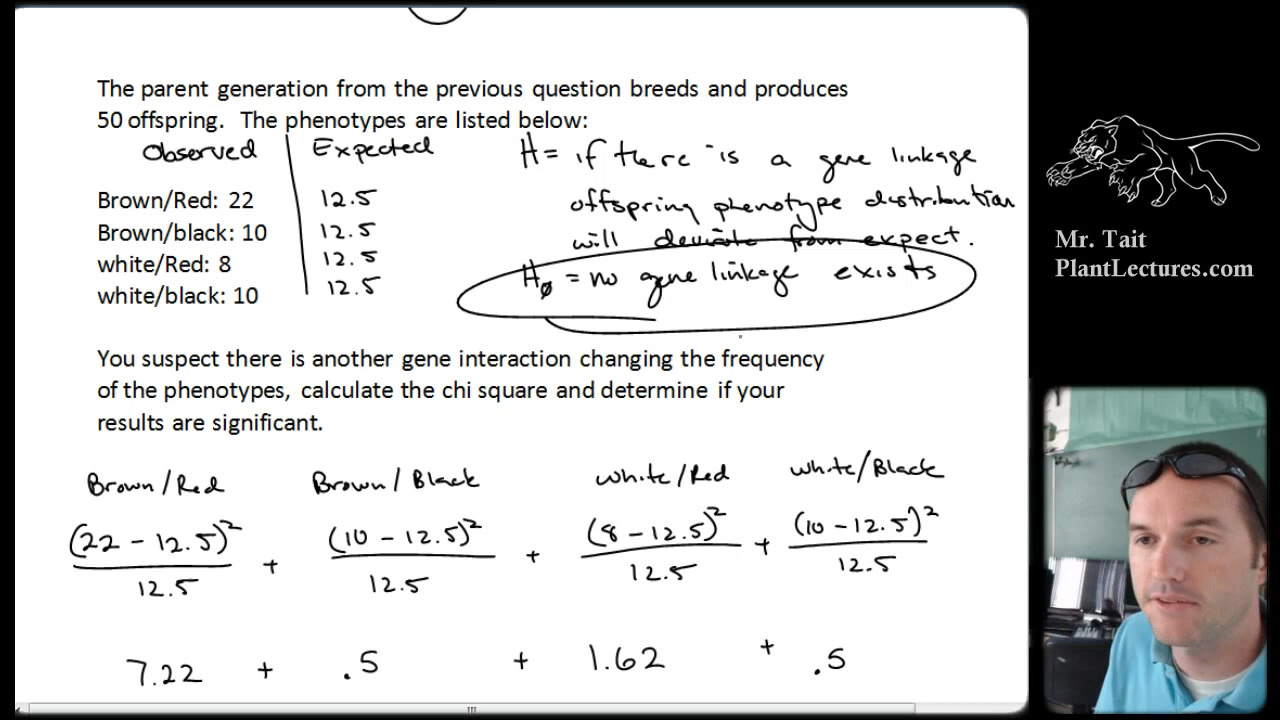 The parent generation from the previous question breeds and produces
50 offspring. The phenotypes are listed below:
Observed Expected
Brown/Red: 22 12.5
Brown/black: 10 12.5
white/Red: 8 12.5
white/black: 10 12.5
H = if there is a gene linkage
offspring phenotype distribution
will deviate from expect.
H∅ = no gene linkage exists
You suspect there is another gene interaction changing the frequency
of the phenotypes, calculate the chi square and determine if your
results are significant.
Brown/Red Brown/Black white/Red white/Black
(22 - 12.5)² + (10 - 12.5)² + (8 - 12.5)² + (10 - 12.5)²
12.5 12.5 12.5 12.5
7.22 + .5 + 1.62 + .5
Mr. Tait
PlantLectures.com